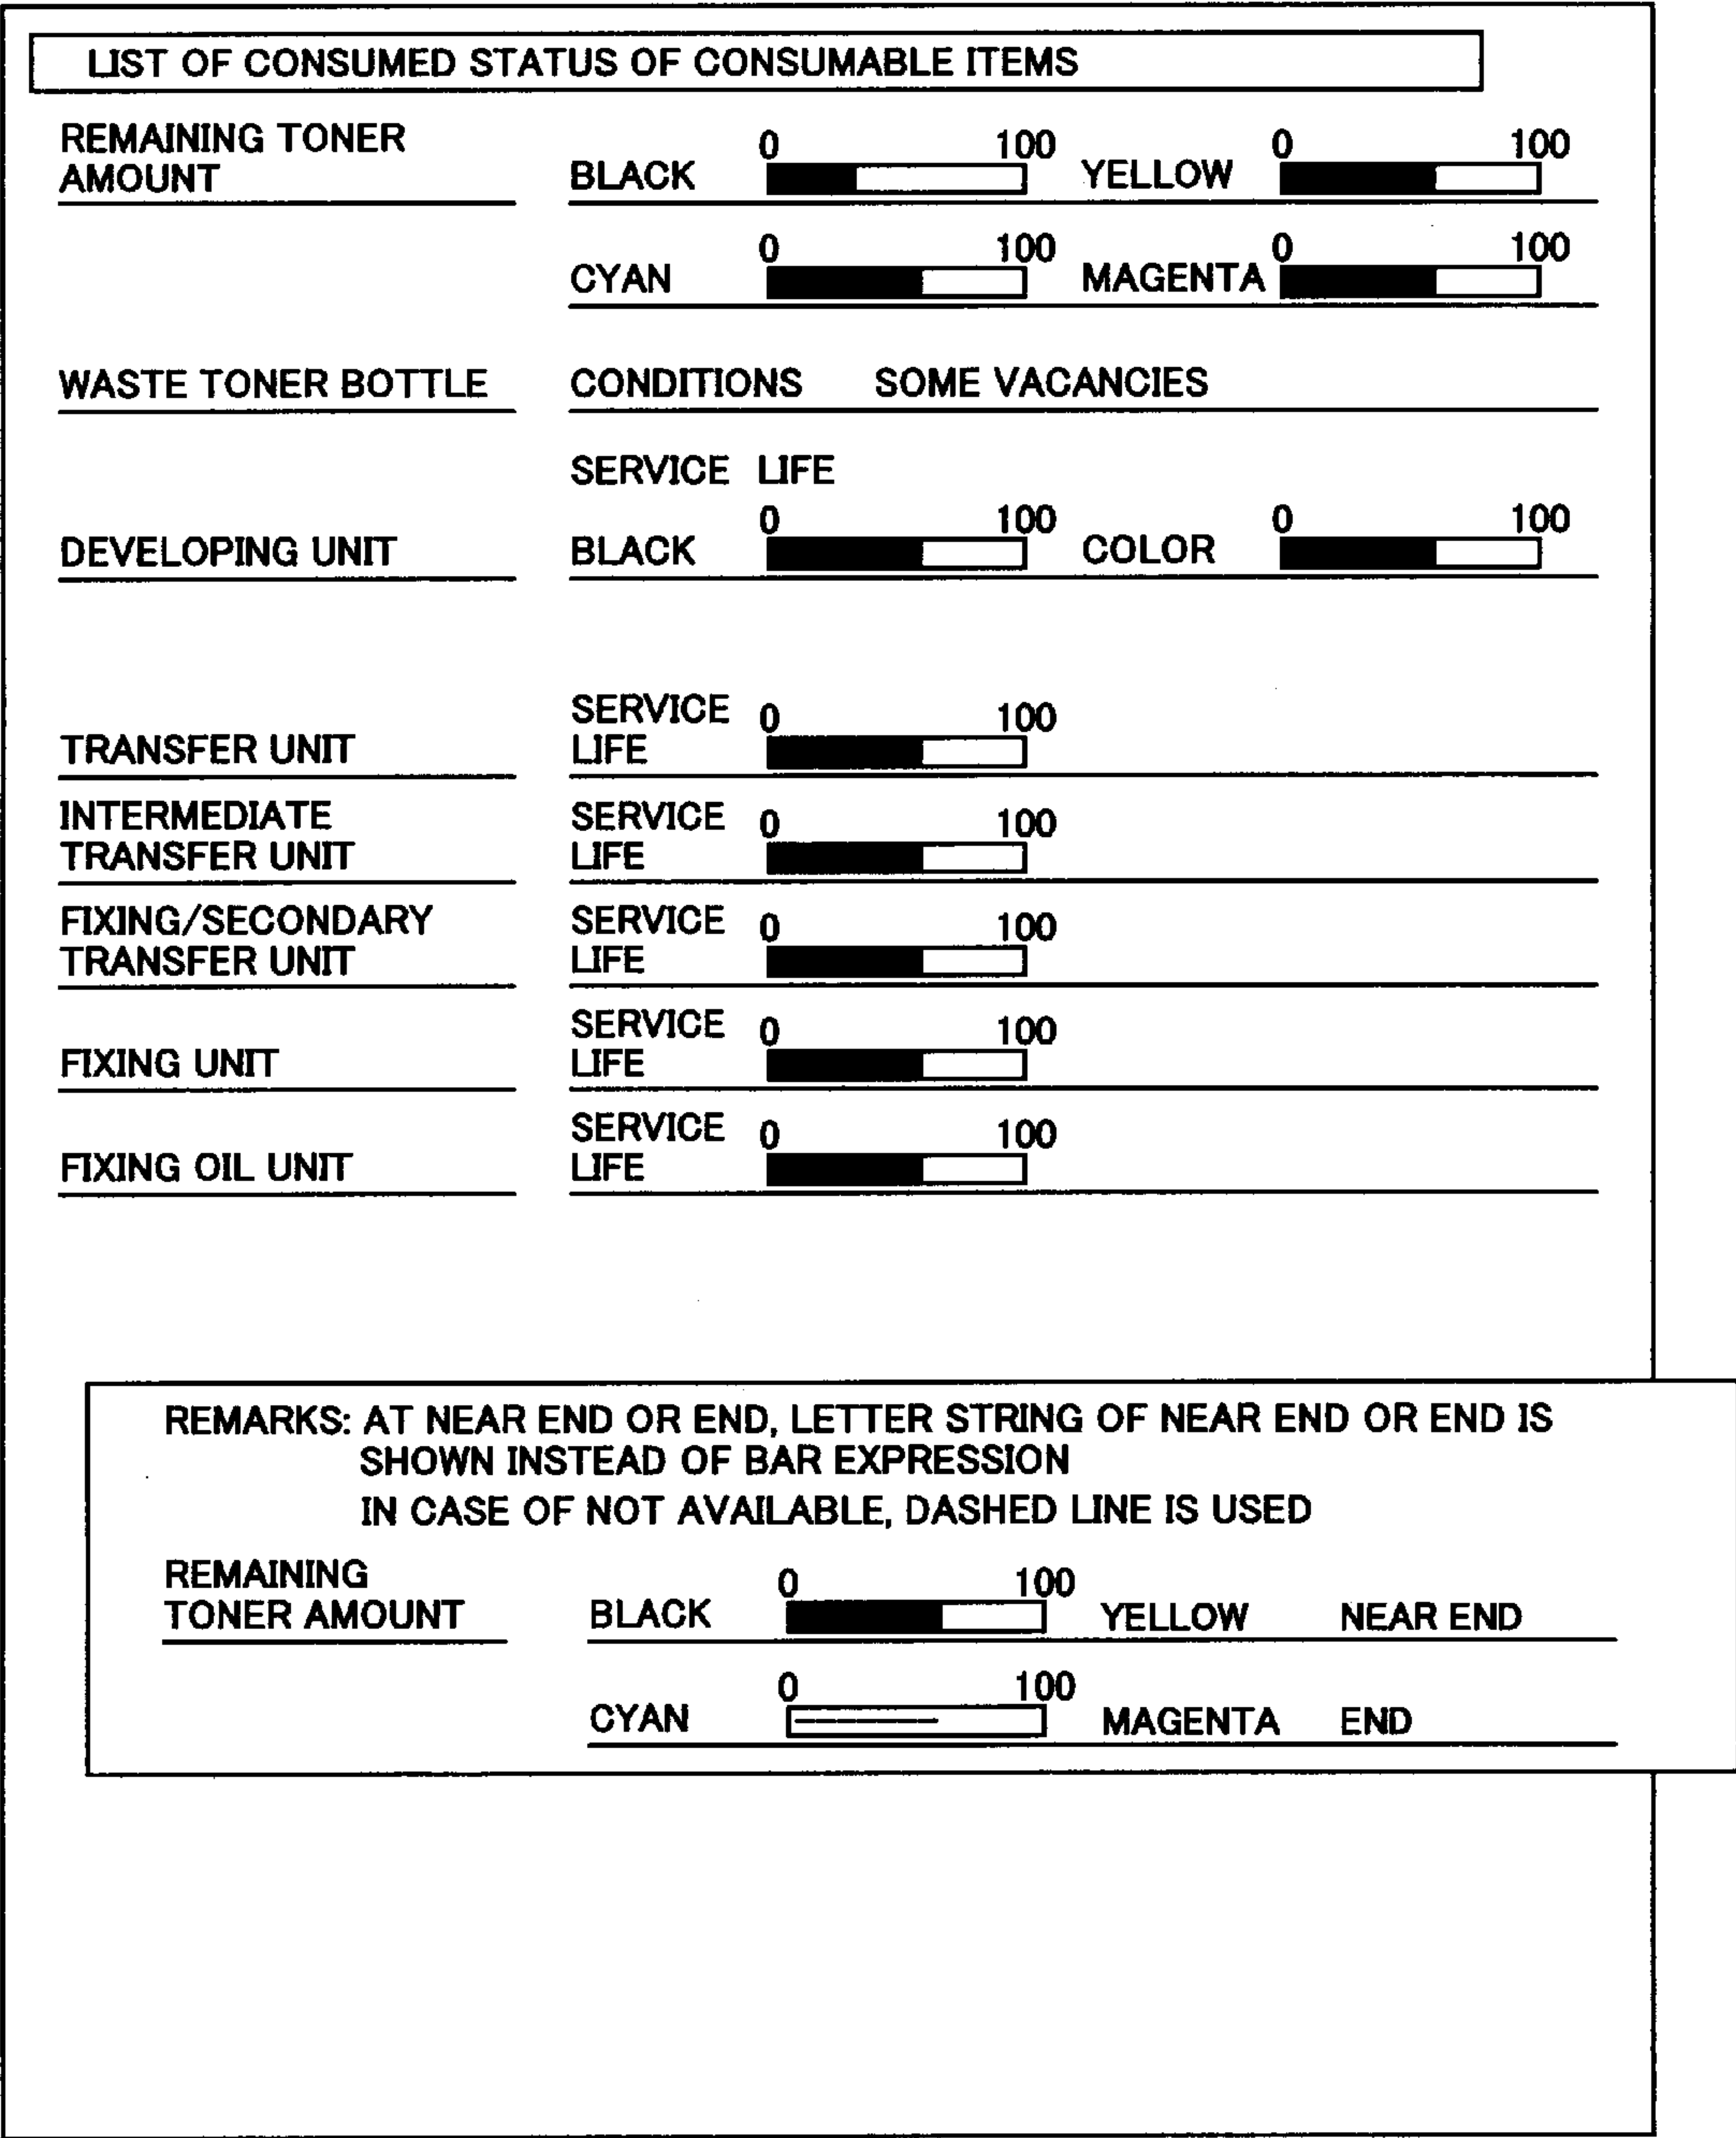 LIST OF CONSUMED STATUS OF CONSUMABLE ITEMS
REMAINING TONER
AMOUNT
BLACK 0 100 YELLOW 0 100
CYAN 0 100 MAGENTA 0 100
WASTE TONER BOTTLE CONDITIONS SOME VACANCIES
SERVICE LIFE
DEVELOPING UNIT BLACK 0 100 COLOR 0 100
TRANSFER UNIT
SERVICE
LIFE
0 100
INTERMEDIATE
TRANSFER UNIT
SERVICE
LIFE
0 100
FIXING/SECONDARY
TRANSFER UNIT
SERVICE
LIFE
0 100
FIXING UNIT
SERVICE
LIFE
0 100
FIXING OIL UNIT
SERVICE
LIFE
0 100
REMARKS: AT NEAR END OR END, LETTER STRING OF NEAR END OR END IS
SHOWN INSTEAD OF BAR EXPRESSION
IN CASE OF NOT AVAILABLE, DASHED LINE IS USED
REMAINING
TONER AMOUNT
BLACK 0 100 YELLOW NEAR END
CYAN 0 100 MAGENTA END